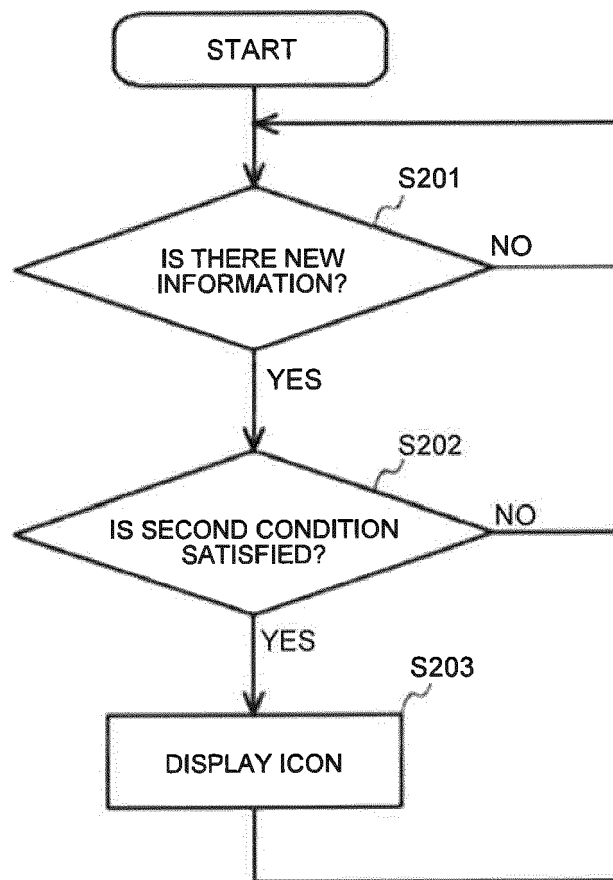 START
S201
IS THERE NEW
INFORMATION?
NO
YES
S202
IS SECOND CONDITION
SATISFIED?
NO
YES
S203
DISPLAY ICON